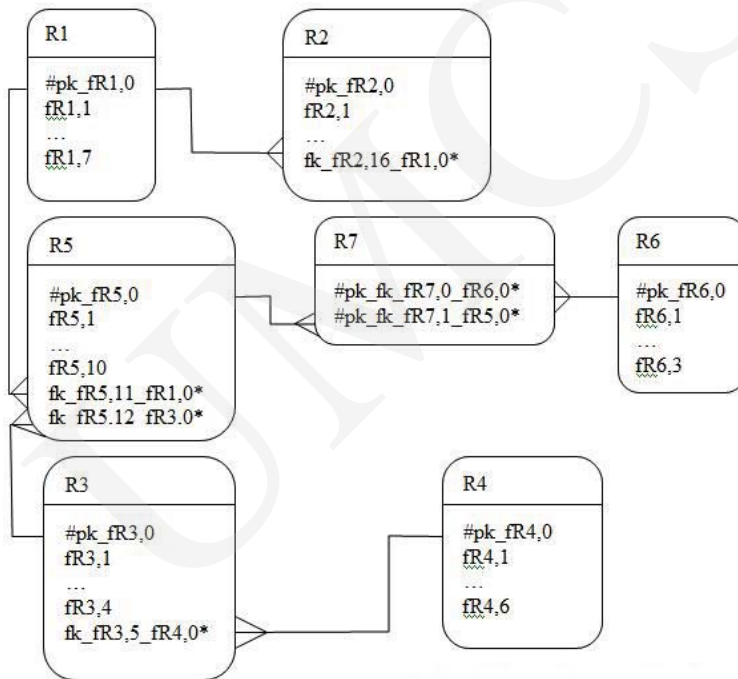 R1
#pk_fR1,0
fR1,1
...
fR1,7
R2
#pk_fR2,0
fR2,1
...
fk_fR2,16_fR1,0*
R5
#pk_fR5,0
fR5,1
...
fR5,10
fk_fR5,11_fR1,0*
fk_fR5.12_fR3.0*
R7
#pk_fk_fR7,0_fR6,0*
#pk_fk_fR7,1_fR5,0*
R6
#pk_fR6,0
fR6,1
...
fR6,3
R3
#pk_fR3,0
fR3,1
...
fR3,4
fk_fR3,5_fR4,0*
R4
#pk_fR4,0
fR4,1
...
fR4,6
UMCS